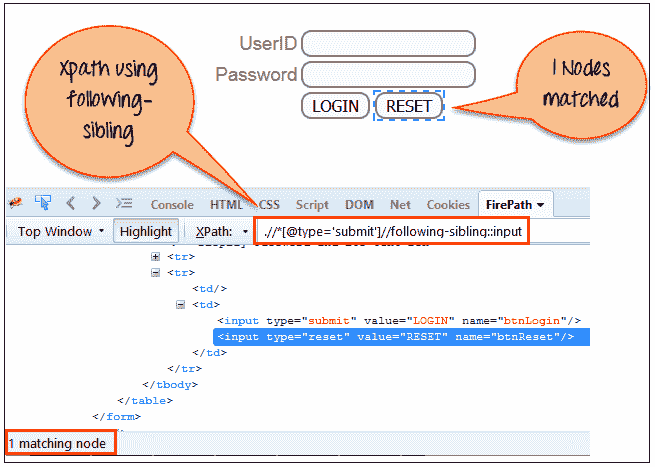 UserID
Password
LOGIN RESET
Xpath using
following-
sibling
1 Nodes
matched
Console HTML CSS Script DOM Net Cookies FirePath
Top Window Highlight XPath: .//*[@type='submit']//following-sibling::input
<tr>
<tr>
<td/>
<td>
<input type="submit" value="LOGIN" name="btnLogin"/>
<input type="reset" value="RESET" name="btnReset"/>
</td>
</tr>
</tbody>
</table>
</form>
1 matching node